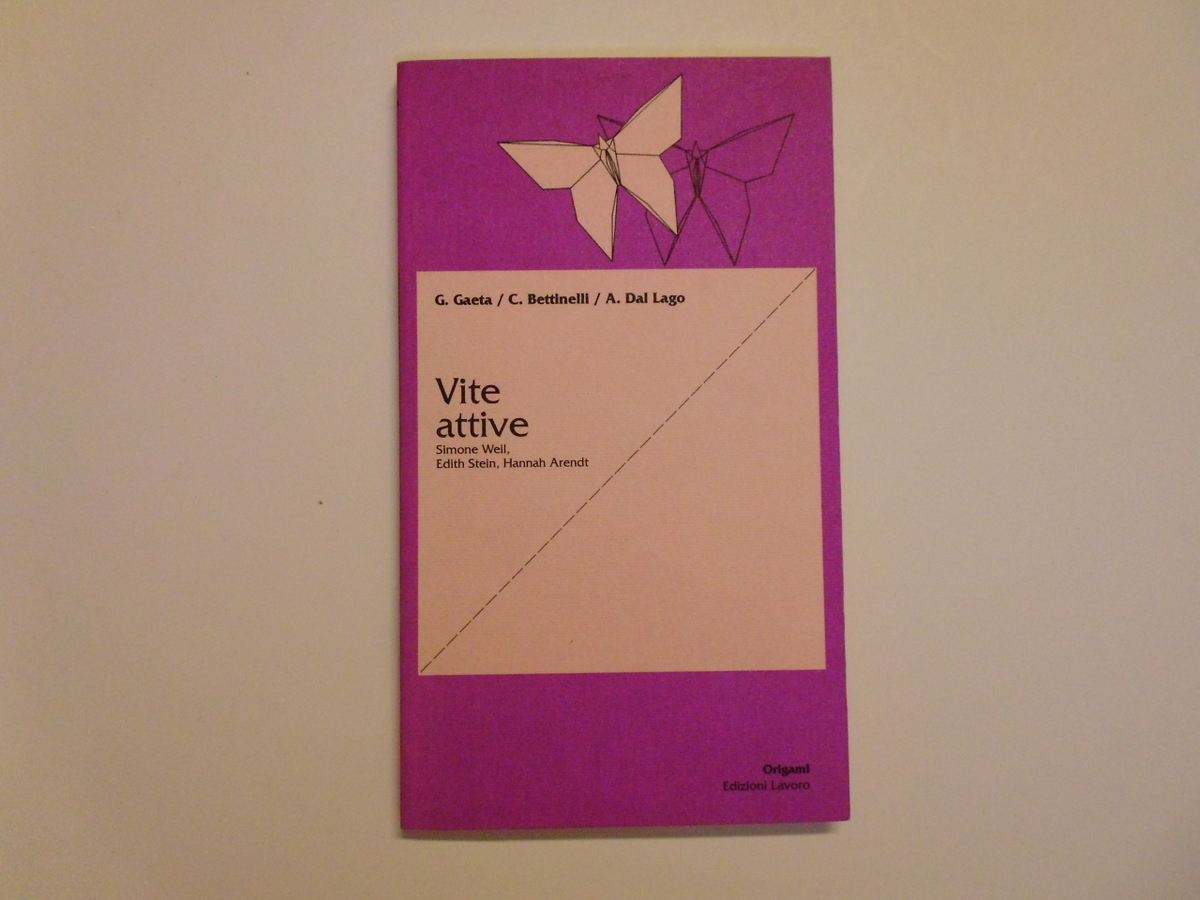 G. Gaeta / C. Bettinelli / A. Dal Lago
Vite
attive
Simone Weil,
Edith Stein, Hannah Arendt
Origami
Edizioni Lavoro